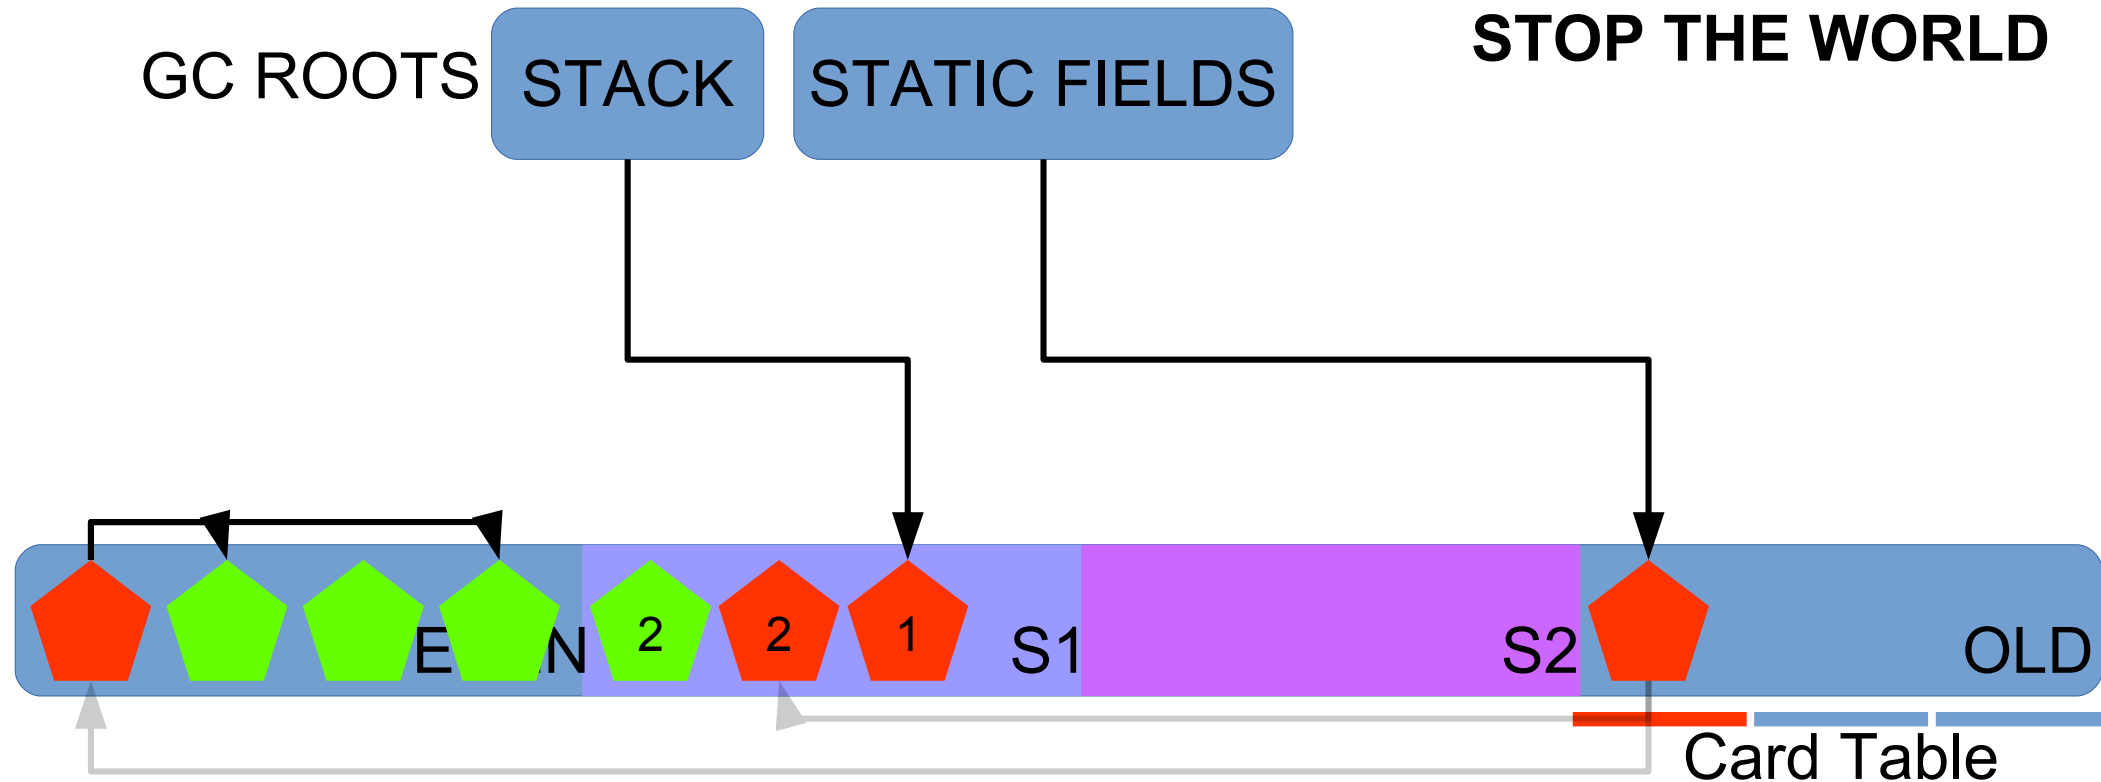 STOP THE WORLD
GC ROOTS
STACK
STATIC FIELDS
2
2
1
S1
S2
OLD
Card Table